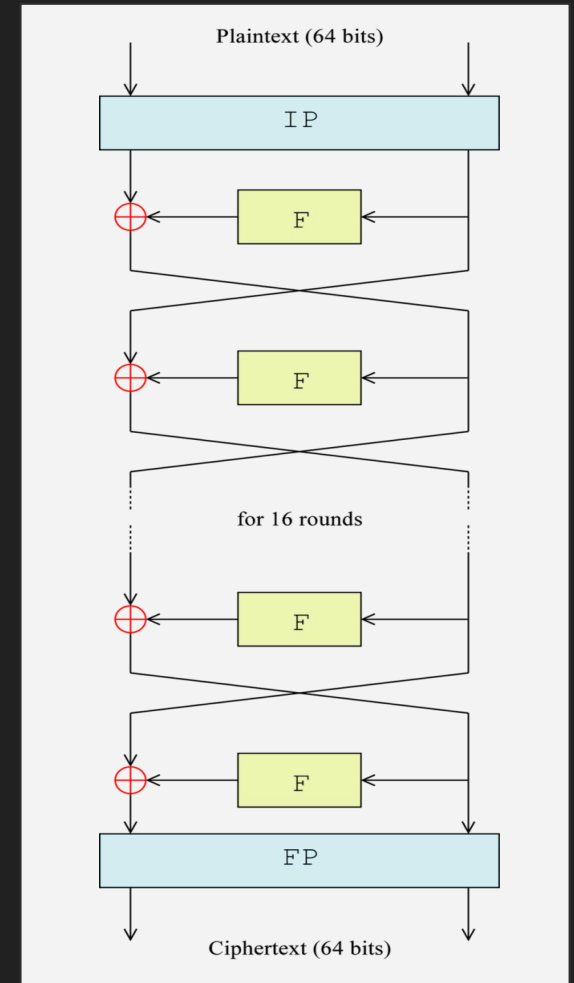 Plaintext (64 bits)
IP
F
F
for 16 rounds
F
F
FP
Ciphertext (64 bits)